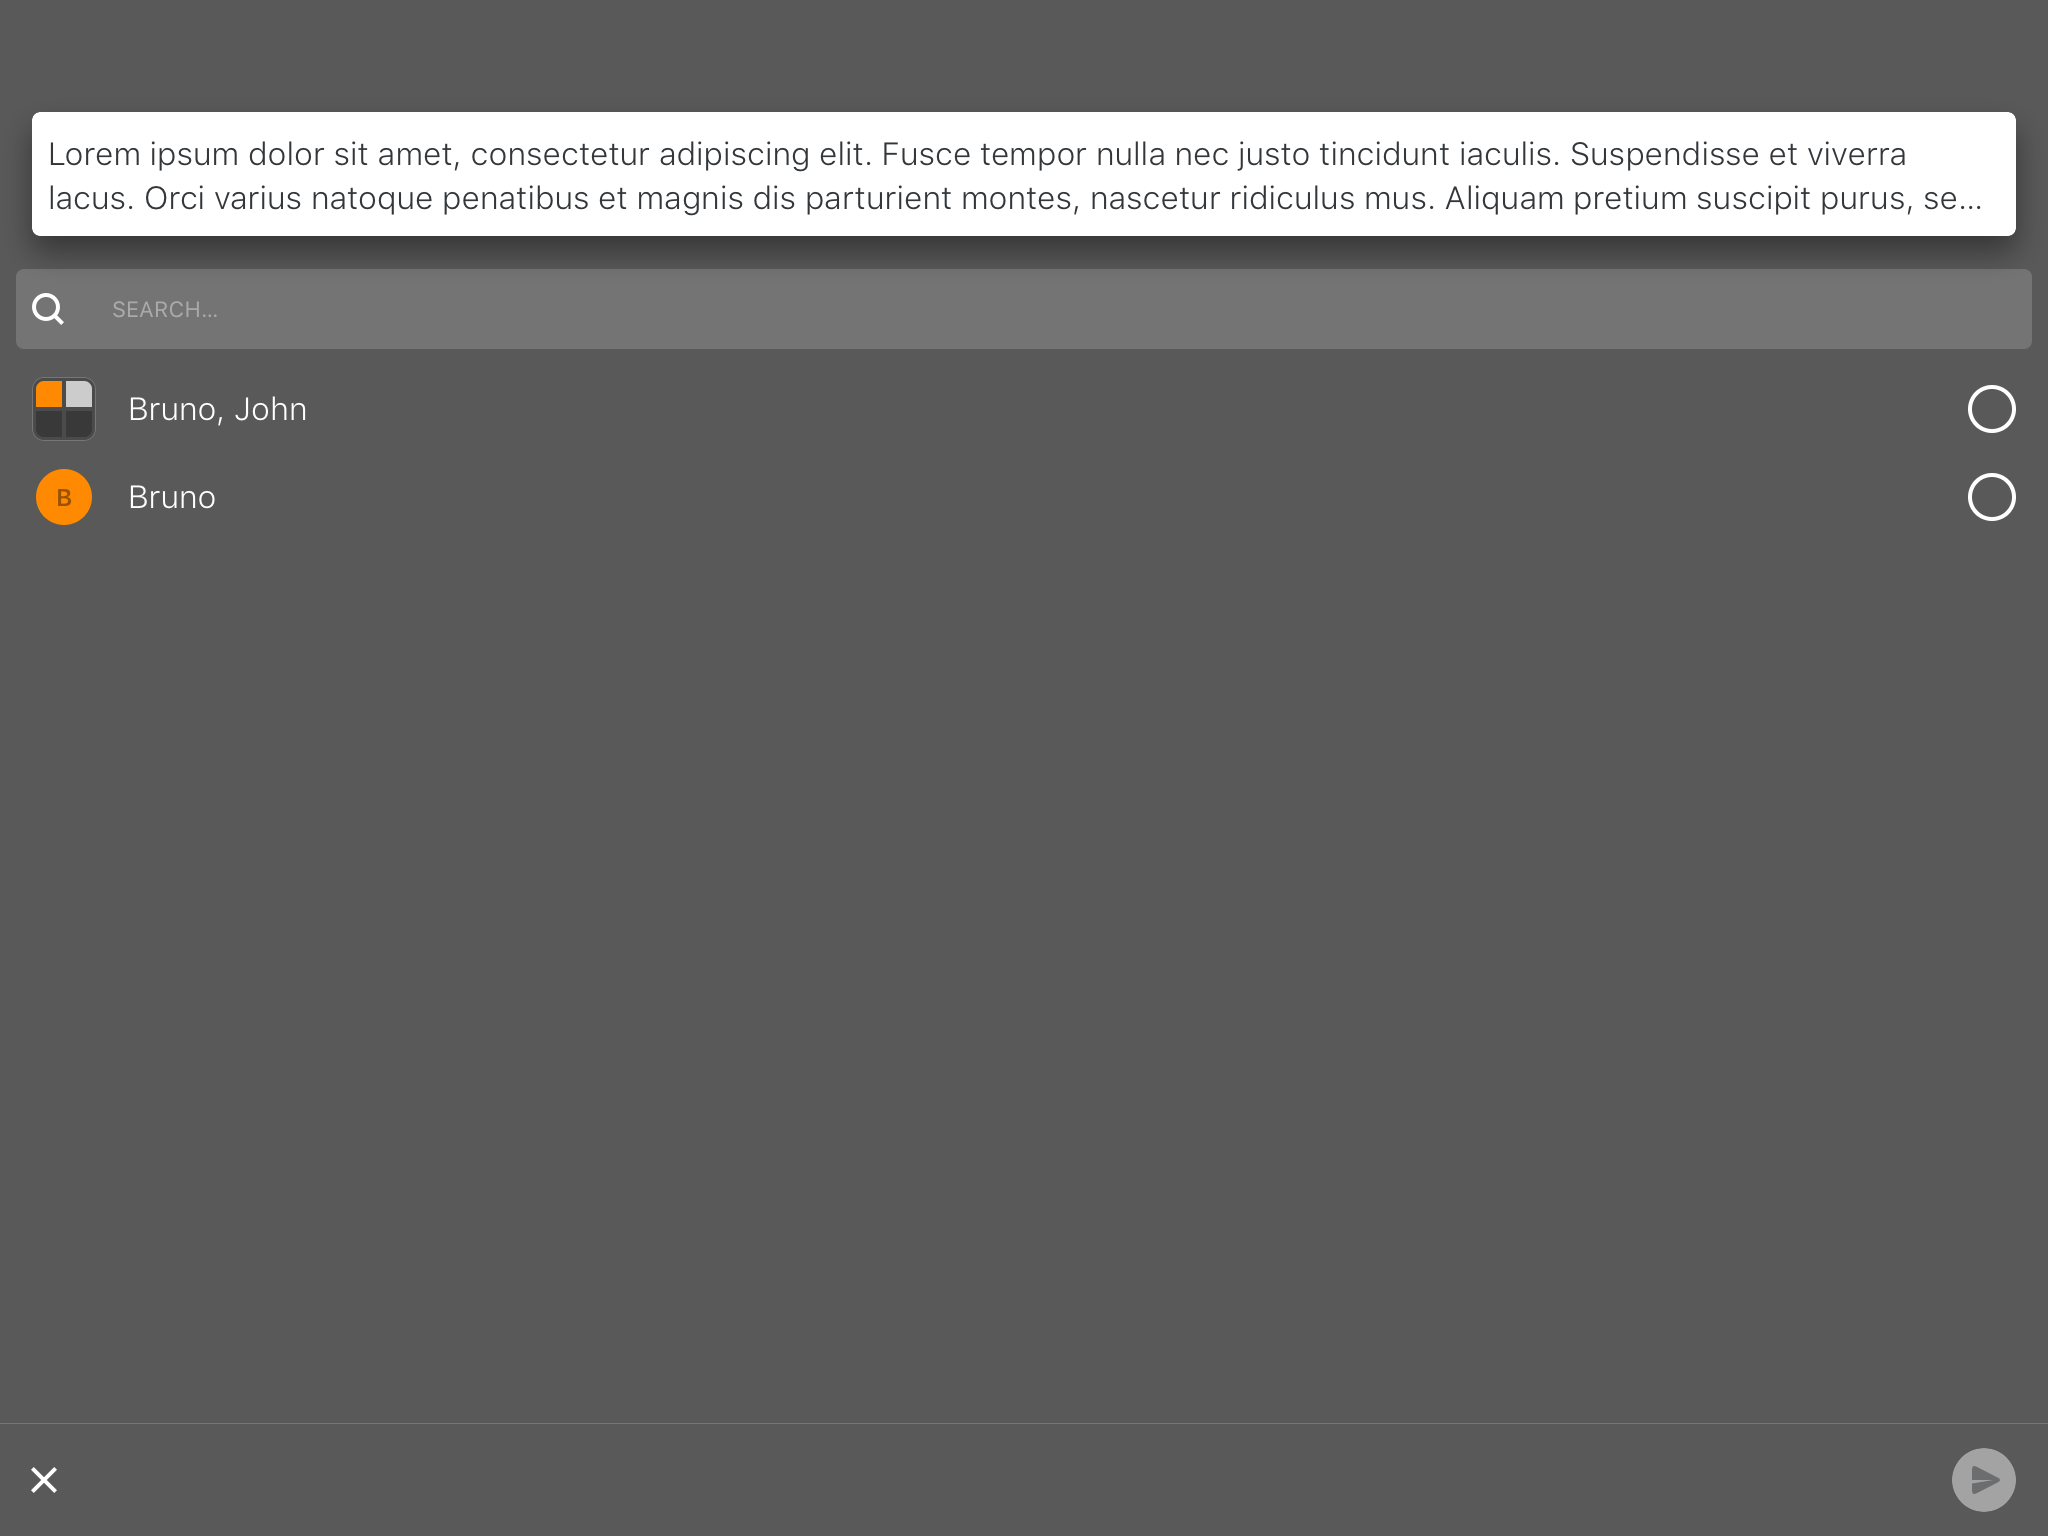 Lorem ipsum dolor sit amet, consectetur adipiscing elit. Fusce tempor nulla nec justo tincidunt iaculis. Suspendisse et viverra
lacus. Orci varius natoque penatibus et magnis dis parturient montes, nascetur ridiculus mus. Aliquam pretium suscipit purus, se...
SEARCH...
Bruno, John
B
Bruno